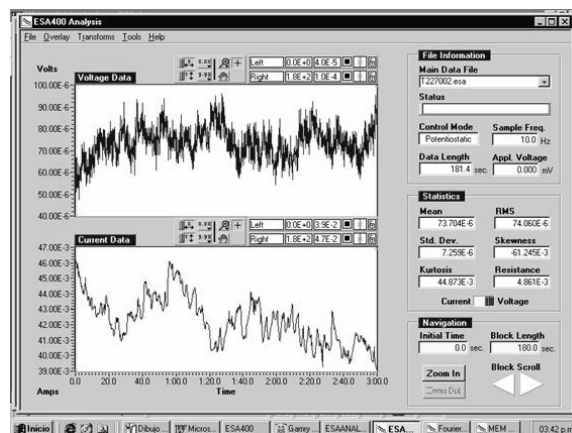 ESA400 Analysis
File Overlay Transforms Tools Help
Volts
Voltage Data
Left 0.0E+0 4.0E-5
Right 1.8E+2 1.0E-4
100.00E-6
90.00E-6
80.00E-6
70.00E-6
60.00E-6
50.00E-6
40.00E-6
Current Data
Left 0.0E+0 3.9E-2
Right 1.8E+2 4.7E-2
47.00E-3
46.00E-3
45.00E-3
44.00E-3
43.00E-3
42.00E-3
41.00E-3
40.00E-3
39.00E-3
0.0 20.0 40.0 1:00.0 1:20.0 1:40.0 2:00.0 2:20.0 2:40.0 3:00.0
Amps Time
File Information
Main Data File
T227002.esa
Status
Control Mode Sample Freq.
Potentiostatic 10.0 Hz
Data Length Appl. Voltage
181.4 sec. 0.000 mV
Statistics
Mean RMS
73.704E-6 74.060E-6
Std. Dev. Skewness
7.259E-6 -61.245E-3
Kurtosis Resistance
44.873E-3 4.861E-3
Current Voltage
Navigation
Initial Time Block Length
0.0 sec. 180.0 sec.
Zoom In Block Scroll
Zoom Out
Inicio Dibujo ... Micros... ESA400 Gamry ... ESAANAL... ESA... Fourier... MEM ... 03:42 p.m.